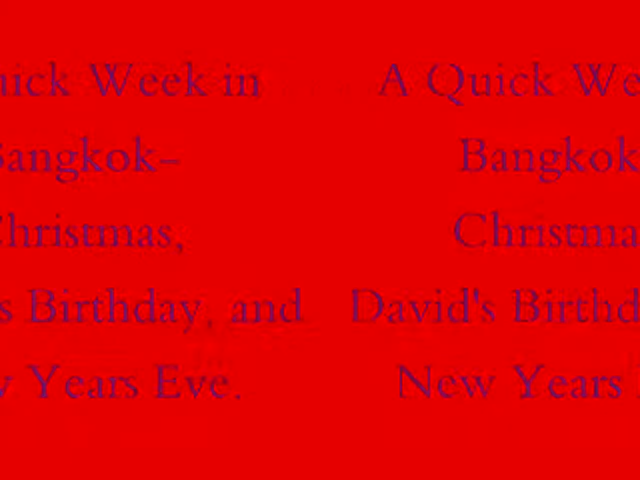 uick Week in A Quick We
Bangkok- Bangkok
Christmas, Christma
s Birthday, and David's Birthd
w Years Eve. New Years